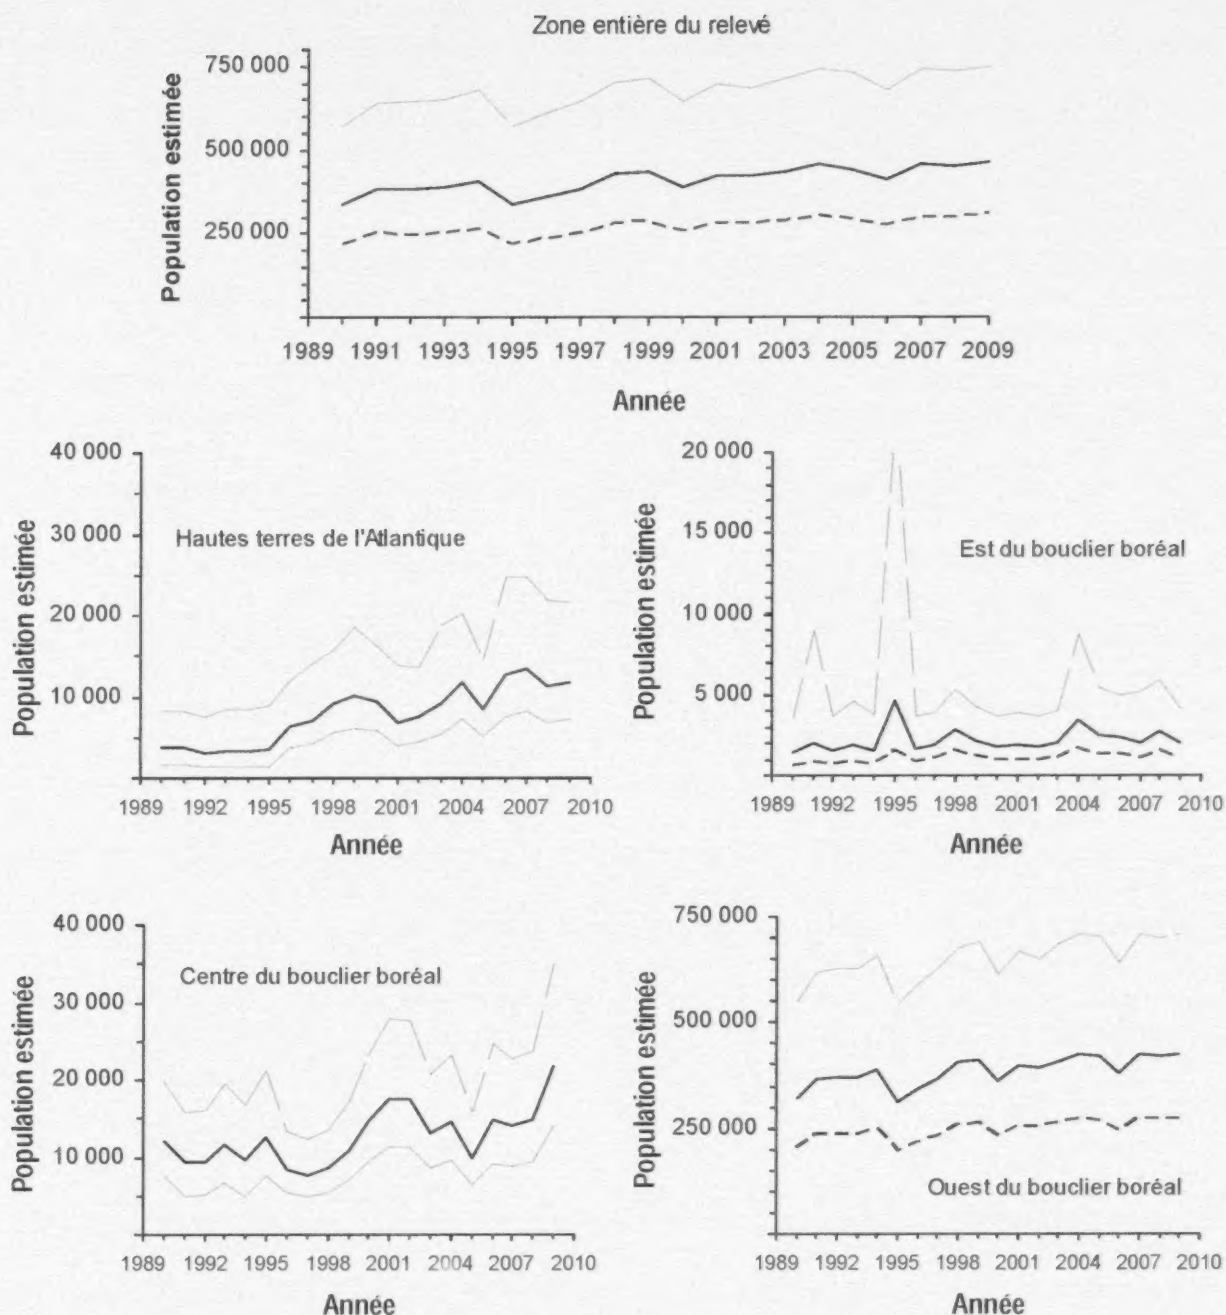 Zone entière du relevé
Population estimée
750 000
500 000
250 000
1989 1991 1993 1995 1997 1999 2001 2003 2005 2007 2009
Année
Population estimée
40 000
30 000
20 000
10 000
Hautes terres de l'Atlantique
1989 1992 1995 1998 2001 2004 2007 2010
Année
Population estimée
20 000
15 000
10 000
5 000
Est du bouclier boréal
1989 1992 1995 1998 2001 2004 2007 2010
Année
Population estimée
40 000
30 000
20 000
10 000
Centre du bouclier boréal
1989 1992 1995 1998 2001 2004 2007 2010
Année
Population estimée
750 000
500 000
250 000
Ouest du bouclier boréal
1989 1992 1995 1998 2001 2004 2007 2010
Année